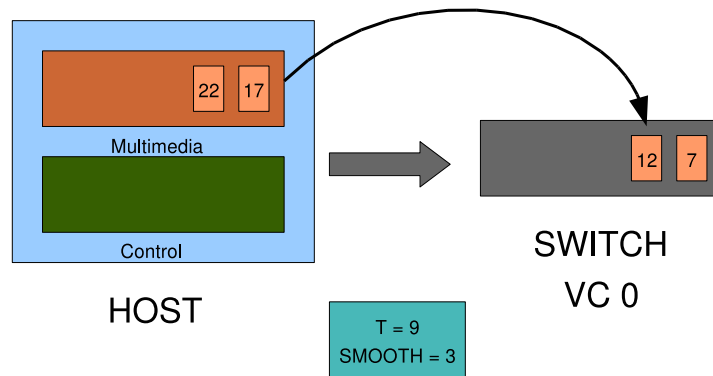 22 17
Multimedia
12 7
Control
HOST
SWITCH
VC 0
T = 9
SMOOTH = 3